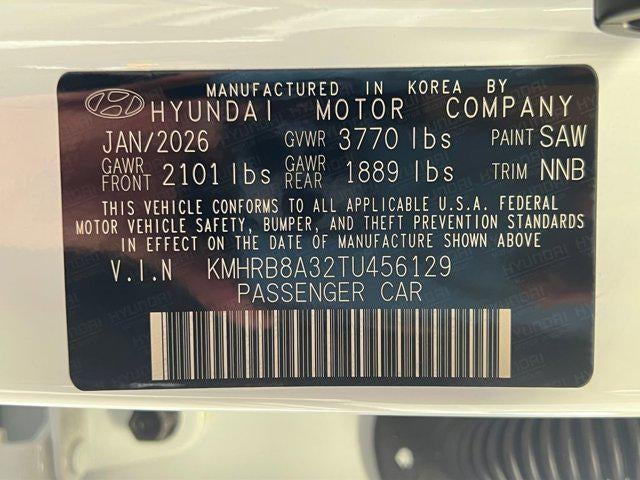 MANUFACTURED IN KOREA BY
HYUNDAI MOTOR COMPANY
JAN/2026 GVWR 3770 lbs PAINT SAW
GAWR FRONT 2101 lbs GAWR REAR 1889 lbs TRIM NNB
THIS VEHICLE CONFORMS TO ALL APPLICABLE U.S.A. FEDERAL
MOTOR VEHICLE SAFETY, BUMPER, AND THEFT PREVENTION STANDARDS
IN EFFECT ON THE DATE OF MANUFACTURE SHOWN ABOVE
V.I.N KMHRB8A32TU456129
PASSENGER CAR